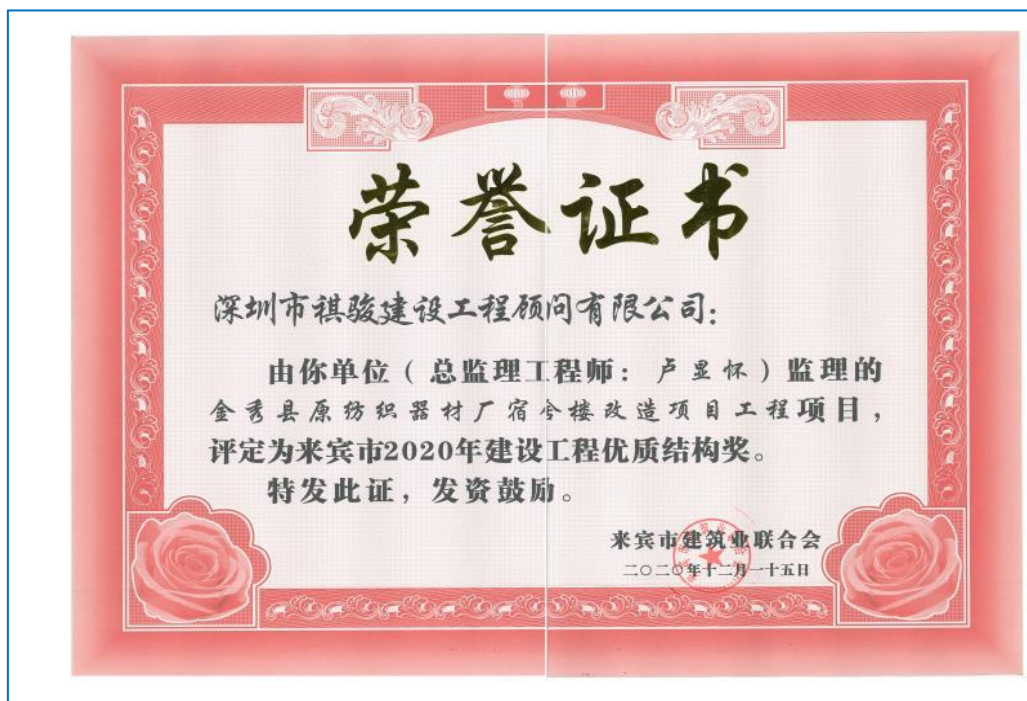 荣誉证书
深圳市祺骏建设工程顾问有限公司：
由你单位（总监理工程师：卢显怀）监理的
金秀县原纺织器材厂宿舍楼改造项目工程项目，
评定为来宾市2020年建设工程优质结构奖。
特发此证，发资鼓励。
来宾市建筑业联合会
二〇二〇年十二月一十五日